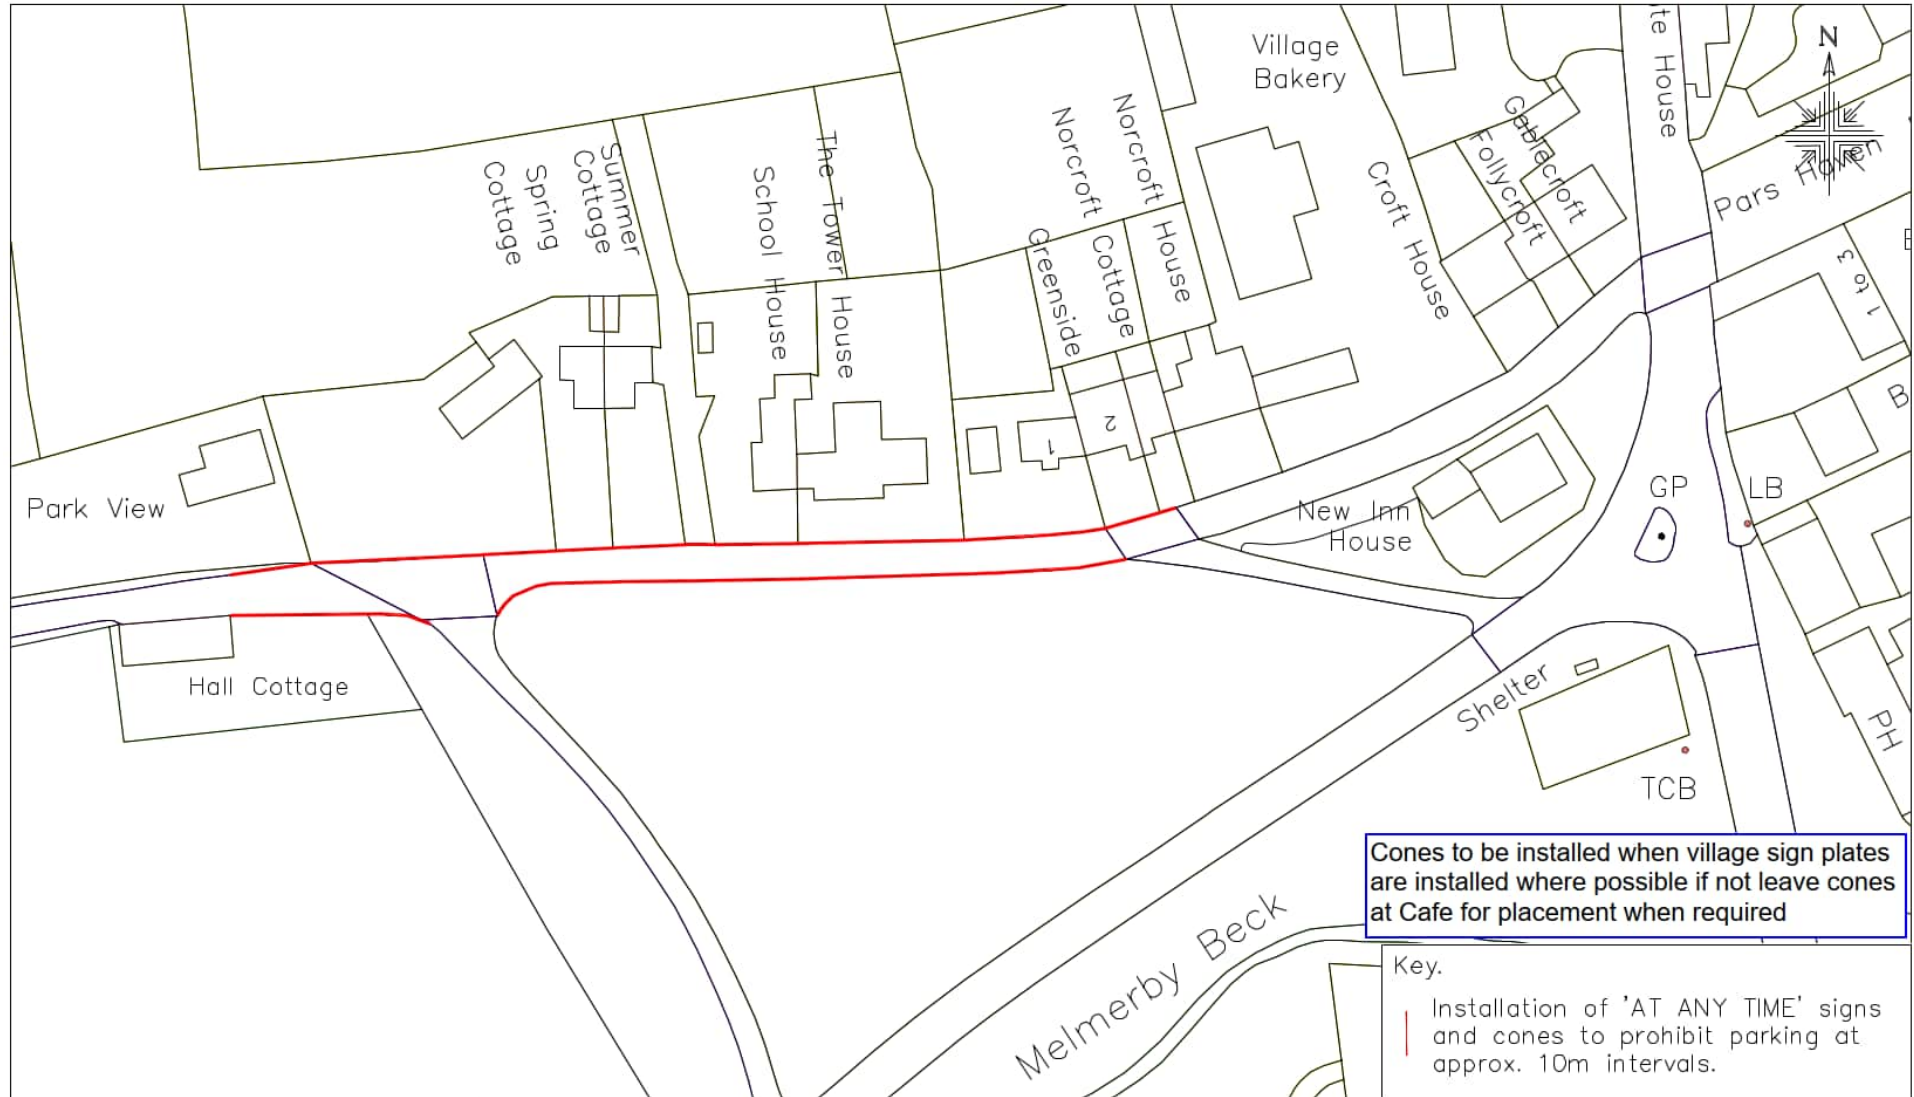 Village
Bakery
N
te House
Pars Haven
Gablecroft
Follycroft
Croft House
Norcroft House
Norcroft Cottage
Greenside
The Tower House
School House
Summer
Cottage
Spring
Cottage
1 to 3
B
2
1
Park View
GP
LB
New Inn
House
Hall Cottage
Shelter
PH
TCB
Cones to be installed when village sign plates
are installed where possible if not leave cones
at Cafe for placement when required
Melmerby Beck
Key.
Installation of 'AT ANY TIME' signs
and cones to prohibit parking at
approx. 10m intervals.